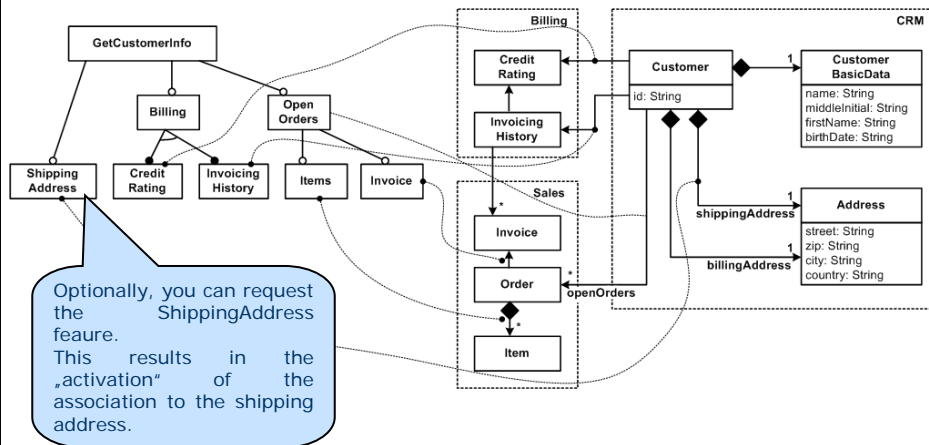 GetCustomerInfo
Billing
Open
Orders
Shipping
Address
Credit
Rating
Invoicing
History
Items
Invoice
Optionally, you can request
the ShippingAddress
feaure.
This results in the
„activation“ of the
association to the shipping
address.
Billing
Credit
Rating
Invoicing
History
*
Sales
Invoice
Order
*
openOrders
*
Item
CRM
Customer
id: String
1
Customer
BasicData
name: String
middleInitial: String
firstName: String
birthDate: String
1
shippingAddress
1
billingAddress
Address
street: String
zip: String
city: String
country: String